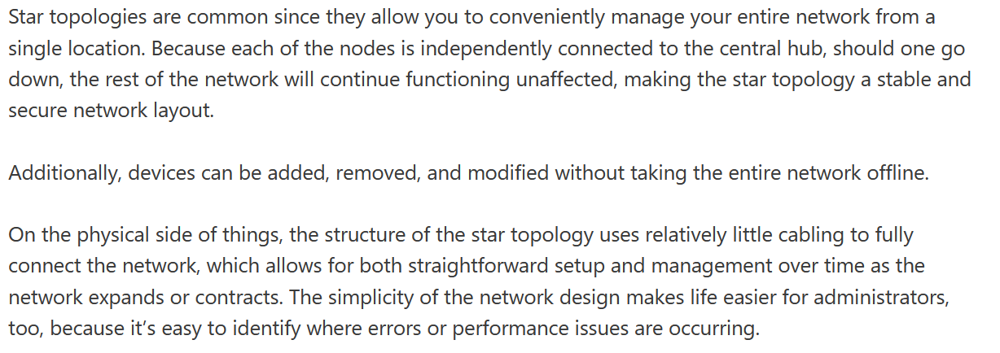 Star topologies are common since they allow you to conveniently manage your entire network from a
single location. Because each of the nodes is independently connected to the central hub, should one go
down, the rest of the network will continue functioning unaffected, making the star topology a stable and
secure network layout.
Additionally, devices can be added, removed, and modified without taking the entire network offline.
On the physical side of things, the structure of the star topology uses relatively little cabling to fully
connect the network, which allows for both straightforward setup and management over time as the
network expands or contracts. The simplicity of the network design makes life easier for administrators,
too, because it’s easy to identify where errors or performance issues are occurring.